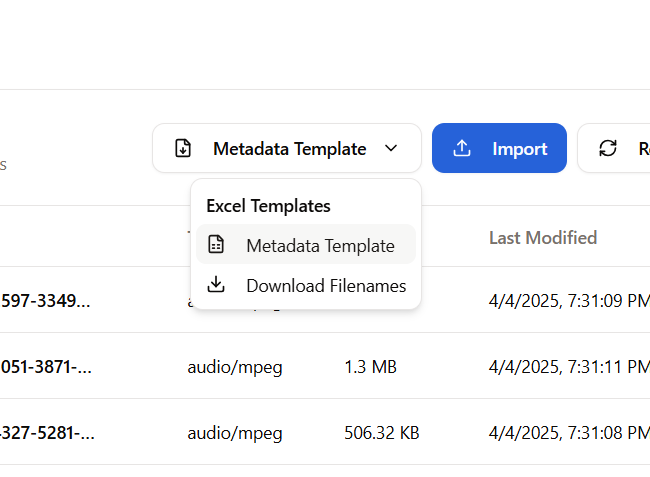 s
Metadata Template
Import
Excel Templates
Metadata Template
Download Filenames
Last Modified
597-3349...
4/4/2025, 7:31:09 PM
051-3871-...
audio/mpeg
1.3 MB
4/4/2025, 7:31:11 PM
327-5281-...
audio/mpeg
506.32 KB
4/4/2025, 7:31:08 PM